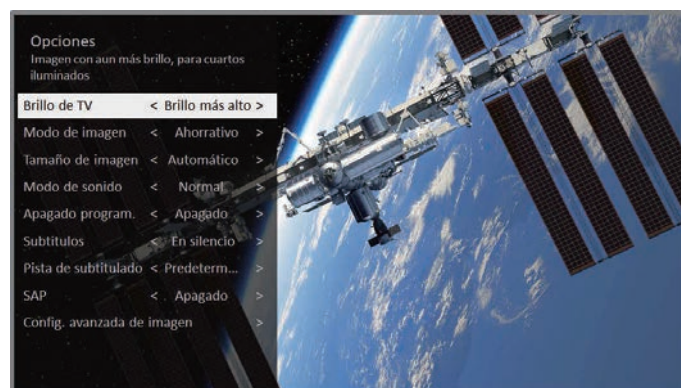 Opciones
Imagen con aun más brillo, para cuartos
iluminados
Brillo de TV < Brillo más alto >
Modo de imagen < Ahorrativo >
Tamaño de imagen < Automático >
Modo de sonido < Normal >
Apagado program. < Apagado >
Subtitulos < En silencio >
Pista de subtitulado < Predeterm... >
SAP < Apagado >
Config. avanzada de imagen >